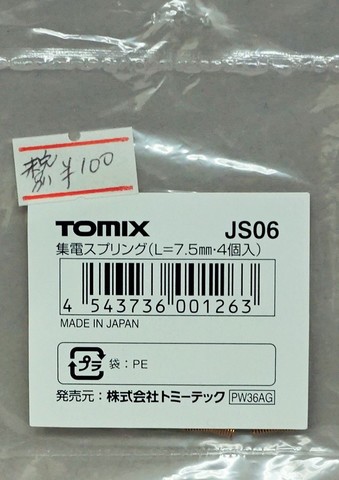 税別 ¥100
TOMIX JS06
集電スプリング(L=7.5㎜・4個入)
4 543736 001263
MADE IN JAPAN
プラ 袋：PE
発売元：株式会社トミーテック PW36AG